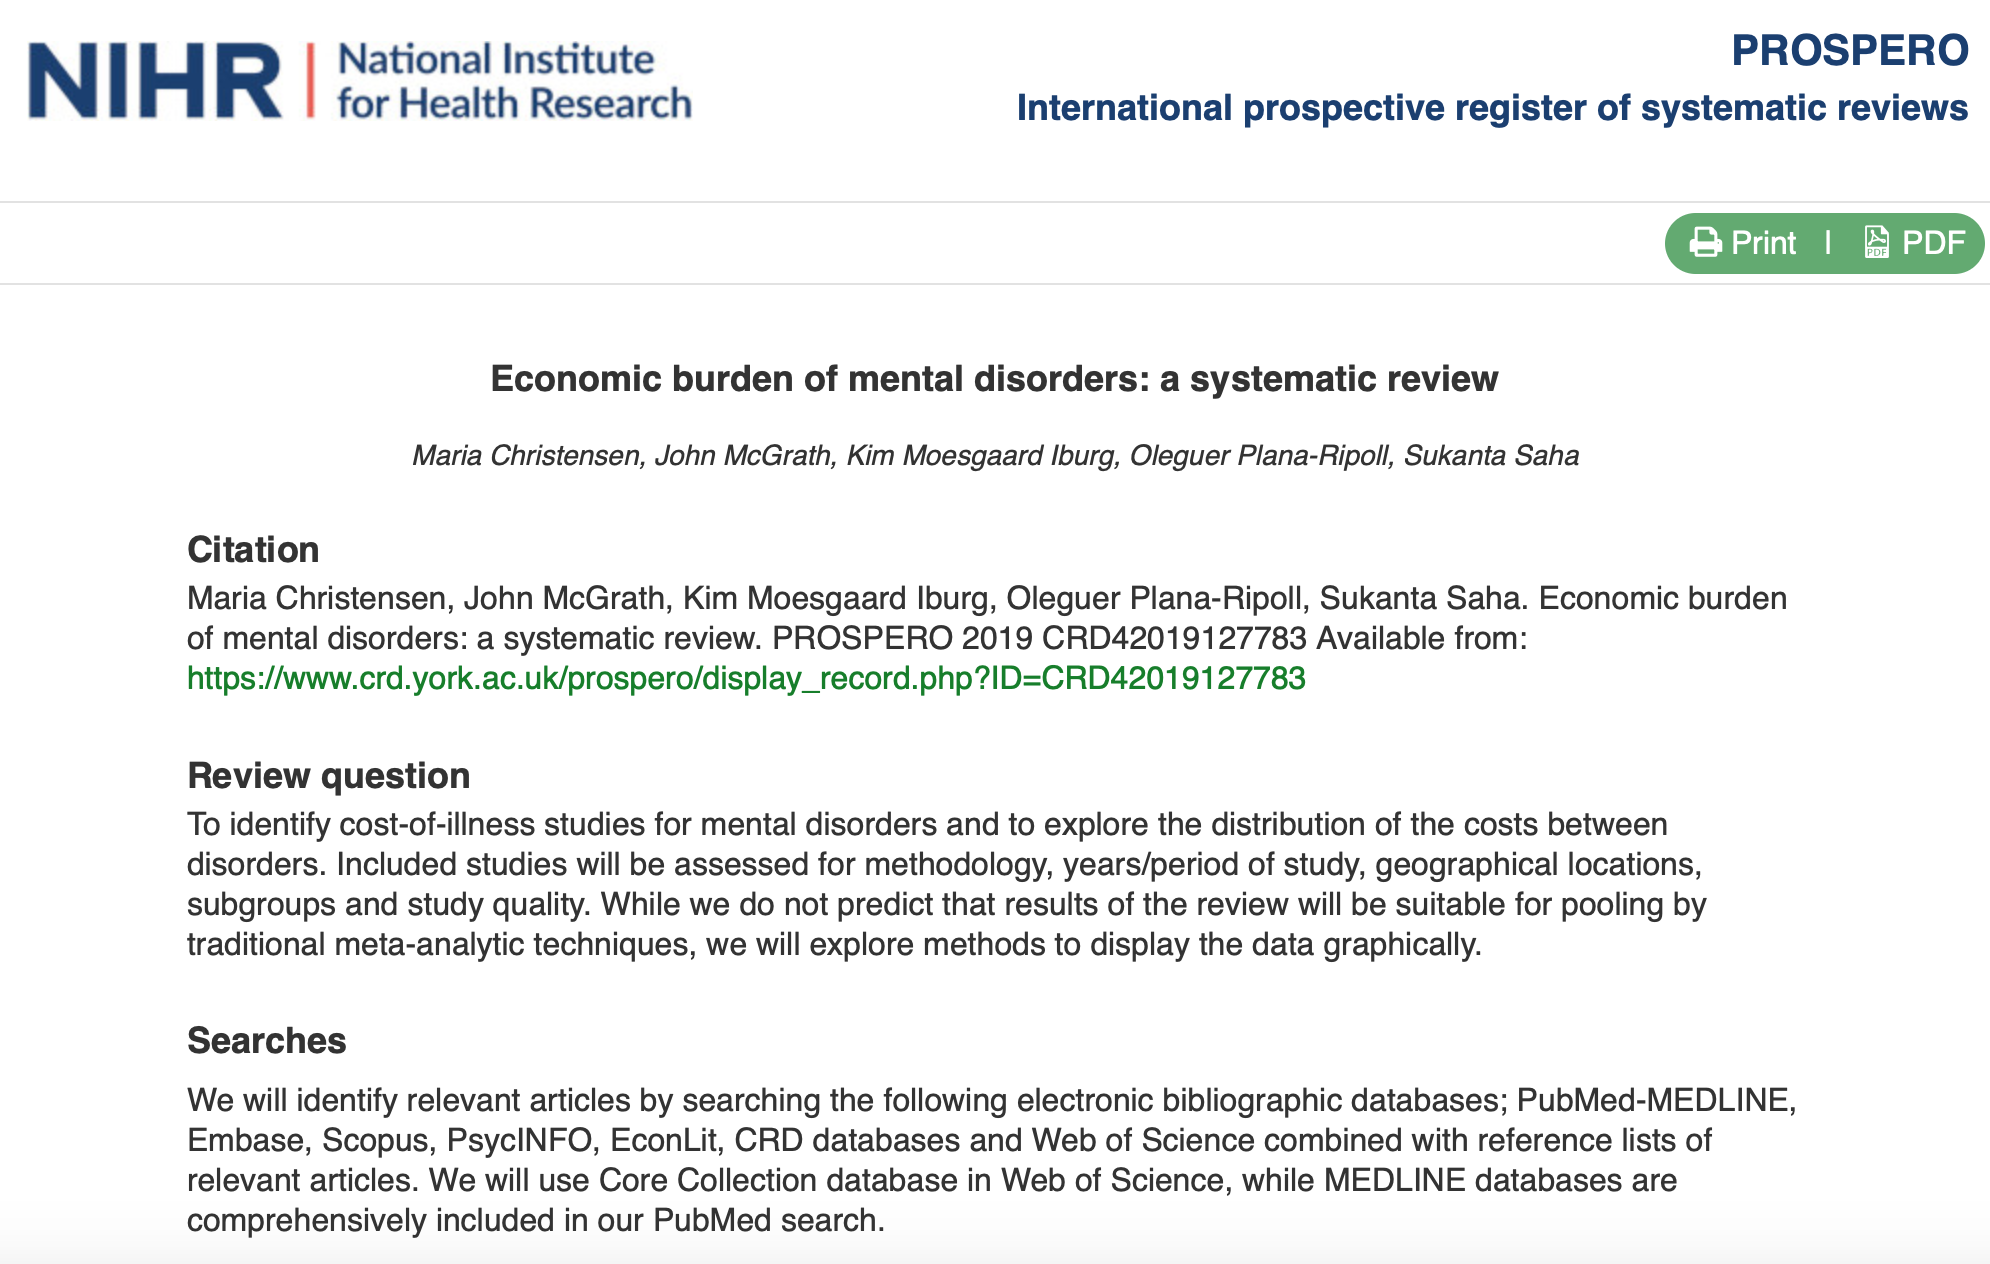 NIHR | National Institute
for Health Research
PROSPERO
International prospective register of systematic reviews
Print | PDF
Economic burden of mental disorders: a systematic review
Maria Christensen, John McGrath, Kim Moesgaard Iburg, Oleguer Plana-Ripoll, Sukanta Saha
Citation
Maria Christensen, John McGrath, Kim Moesgaard Iburg, Oleguer Plana-Ripoll, Sukanta Saha. Economic burden
of mental disorders: a systematic review. PROSPERO 2019 CRD42019127783 Available from:
https://www.crd.york.ac.uk/prospero/display_record.php?ID=CRD42019127783
Review question
To identify cost-of-illness studies for mental disorders and to explore the distribution of the costs between
disorders. Included studies will be assessed for methodology, years/period of study, geographical locations,
subgroups and study quality. While we do not predict that results of the review will be suitable for pooling by
traditional meta-analytic techniques, we will explore methods to display the data graphically.
Searches
We will identify relevant articles by searching the following electronic bibliographic databases; PubMed-MEDLINE,
Embase, Scopus, PsycINFO, EconLit, CRD databases and Web of Science combined with reference lists of
relevant articles. We will use Core Collection database in Web of Science, while MEDLINE databases are
comprehensively included in our PubMed search.